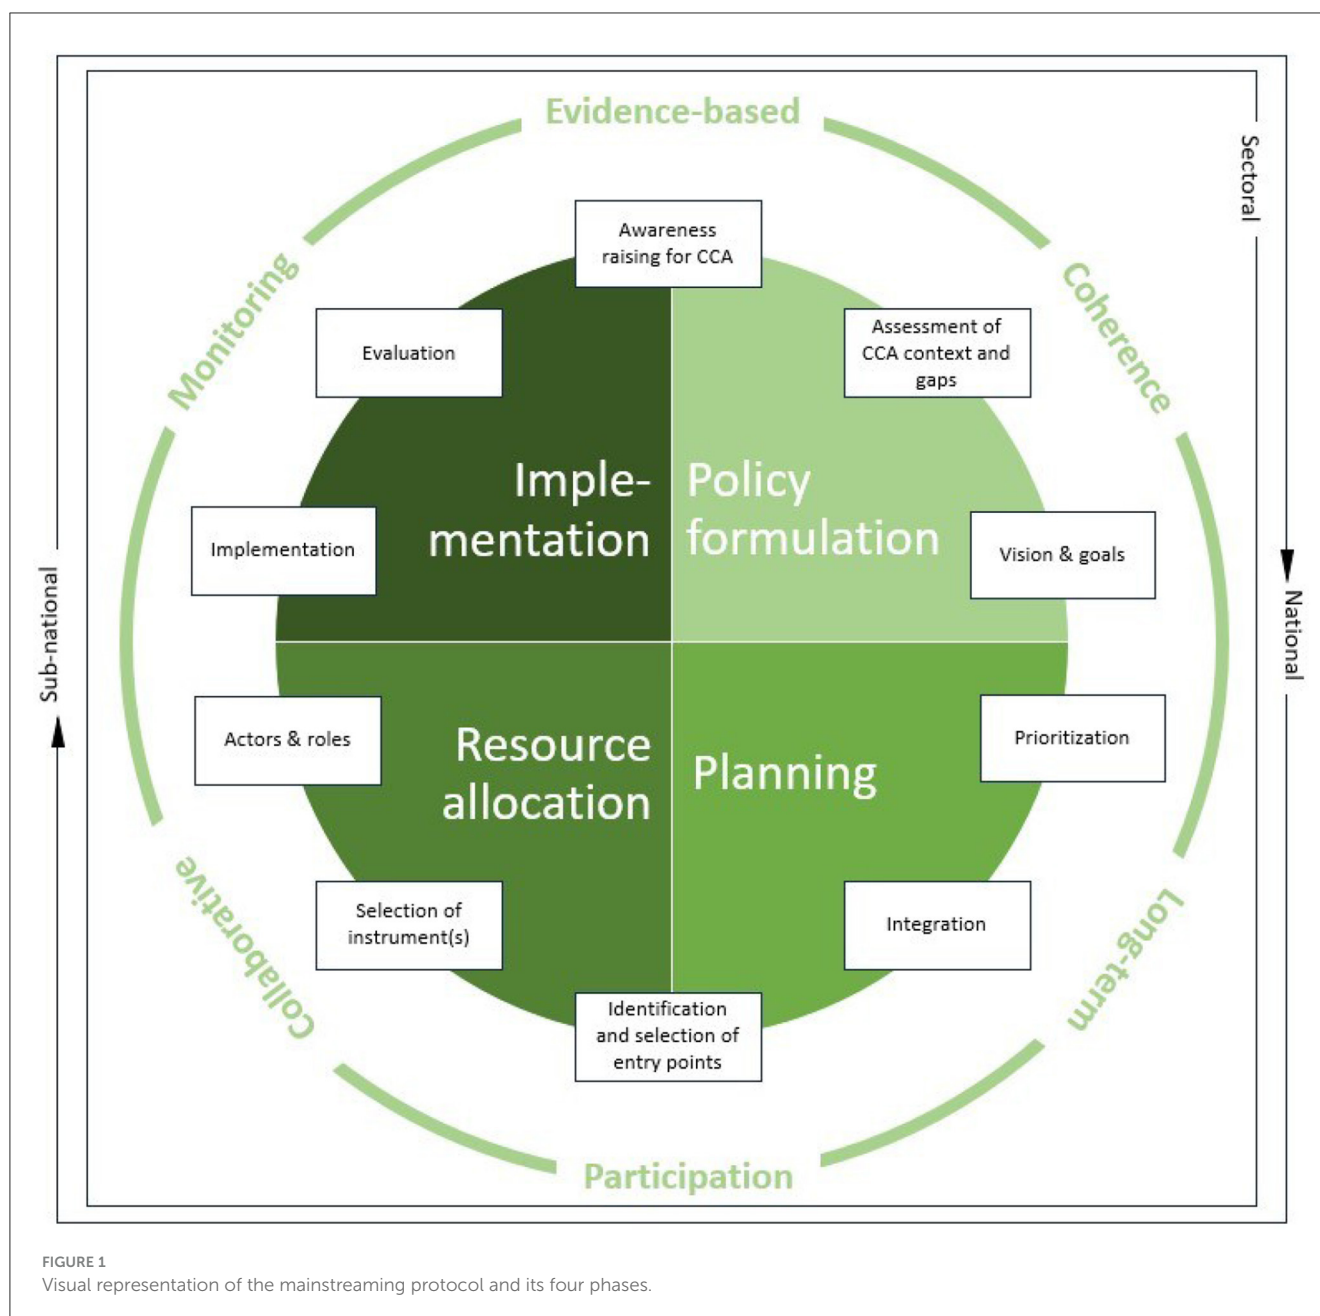 Evidence-based
Sectoral
Awareness
raising for CCA
Monitoring
Coherence
Evaluation
Assessment of
CCA context and
gaps
Imple-
mentation
Policy
formulation
Implementation
Vision & goals
Sub-national
National
Actors & roles
Resource
allocation
Planning
Prioritization
Collaborative
Selection of
instrument(s)
Integration
Long-term
Identification
and selection of
entry points
Participation
FIGURE 1
Visual representation of the mainstreaming protocol and its four phases.